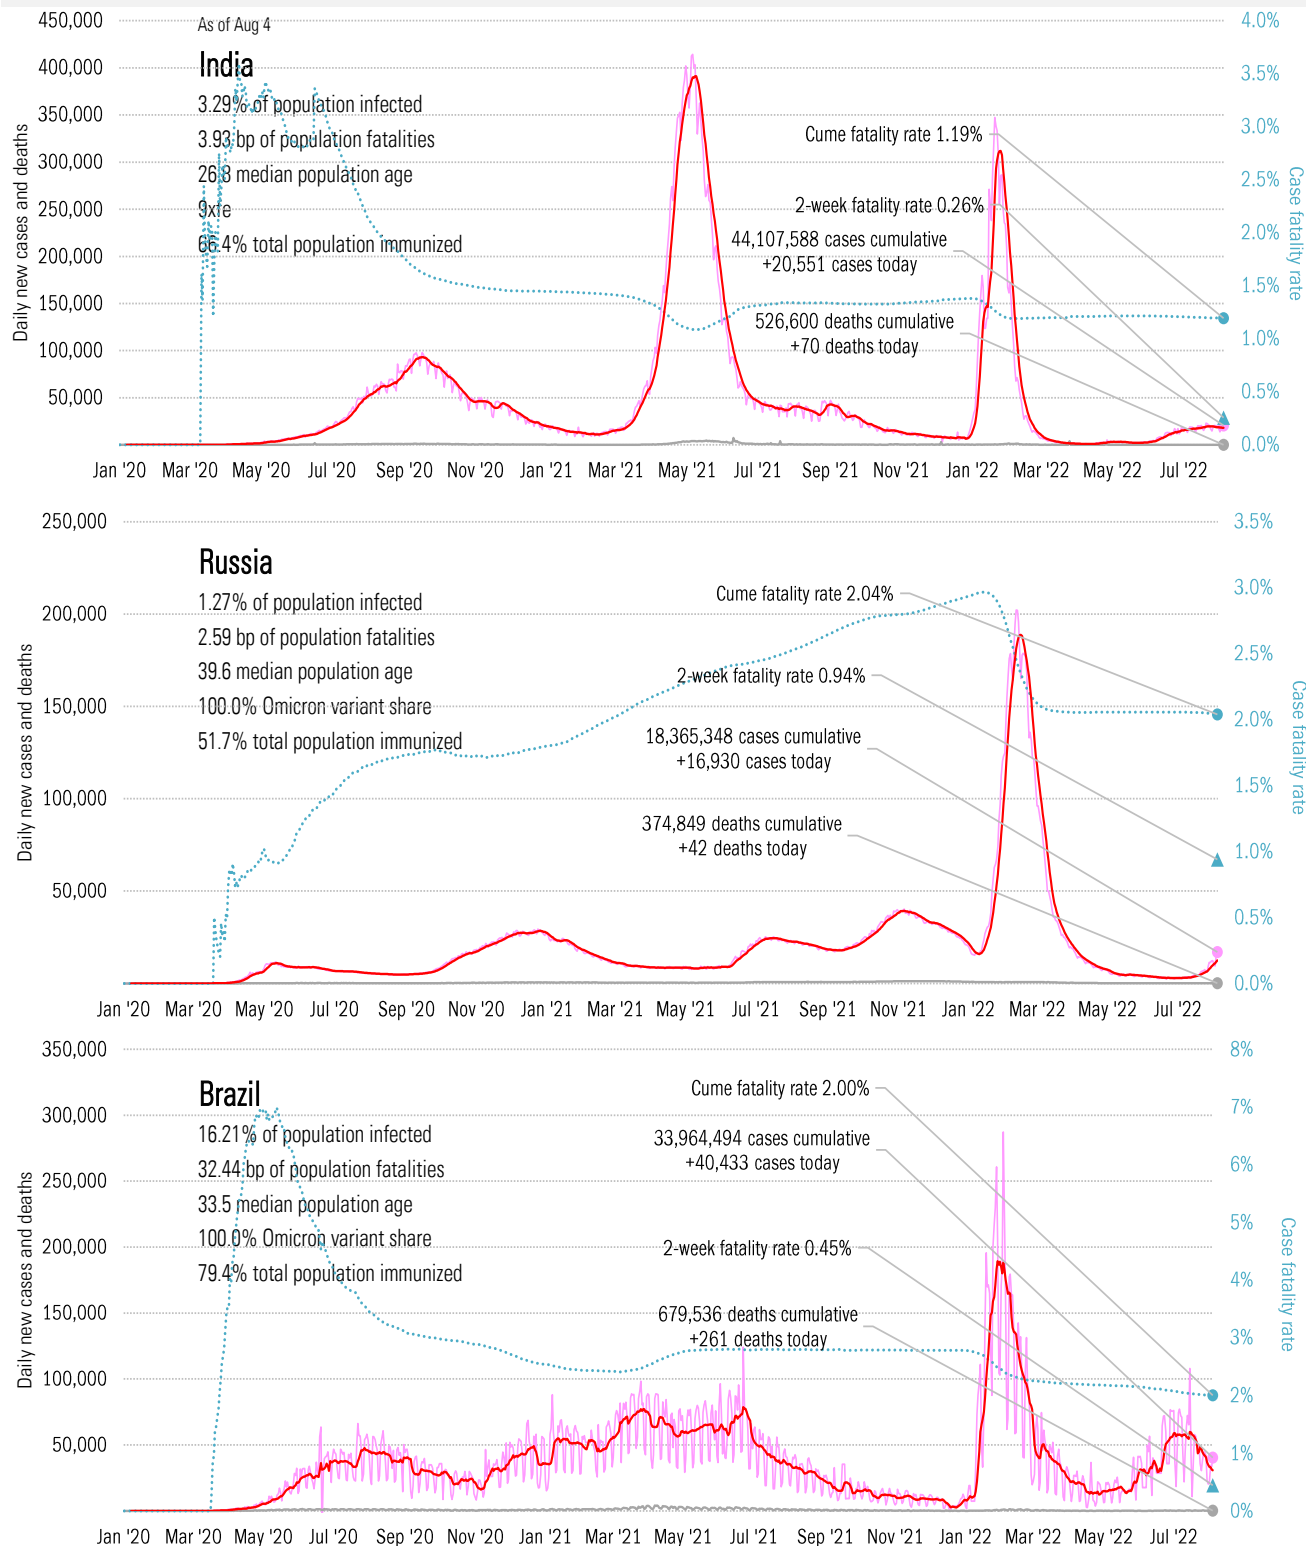 450,000
As of Aug 4
4.0%
India
400,000
3.5%
3.29% of population infected
350,000
3.93 bp of population fatalities
Cume fatality rate 1.19%
3.0%
300,000
26.8 median population age
2.5%
250,000
9xfe
2-week fatality rate 0.26%
2.0%
200,000
66.4% total population immunized
44,107,588 cases cumulative
+20,551 cases today
150,000
1.5%
526,600 deaths cumulative
+70 deaths today
100,000
1.0%
50,000
0.5%
0.0%
Daily new cases and deaths
Case fatality rate
Jan '20 Mar '20 May '20 Jul '20 Sep '20 Nov '20 Jan '21 Mar '21 May '21 Jul '21 Sep '21 Nov '21 Jan '22 Mar '22 May '22 Jul '22
250,000
3.5%
Russia
3.0%
1.27% of population infected
Cume fatality rate 2.04%
200,000
2.59 bp of population fatalities
2.5%
39.6 median population age
2-week fatality rate 0.94%
150,000
100.0% Omicron variant share
2.0%
51.7% total population immunized
18,365,348 cases cumulative
+16,930 cases today
100,000
1.5%
374,849 deaths cumulative
+42 deaths today
1.0%
50,000
0.5%
0.0%
Daily new cases and deaths
Case fatality rate
Jan '20 Mar '20 May '20 Jul '20 Sep '20 Nov '20 Jan '21 Mar '21 May '21 Jul '21 Sep '21 Nov '21 Jan '22 Mar '22 May '22 Jul '22
350,000
8%
Brazil
Cume fatality rate 2.00%
7%
300,000
16.21% of population infected
33,964,494 cases cumulative
+40,433 cases today
6%
32.44 bp of population fatalities
250,000
33.5 median population age
5%
100.0% Omicron variant share
200,000
2-week fatality rate 0.45%
79.4% total population immunized
4%
150,000
679,536 deaths cumulative
+261 deaths today
3%
100,000
2%
50,000
1%
0%
Daily new cases and deaths
Case fatality rate
Jan '20 Mar '20 May '20 Jul '20 Sep '20 Nov '20 Jan '21 Mar '21 May '21 Jul '21 Sep '21 Nov '21 Jan '22 Mar '22 May '22 Jul '22